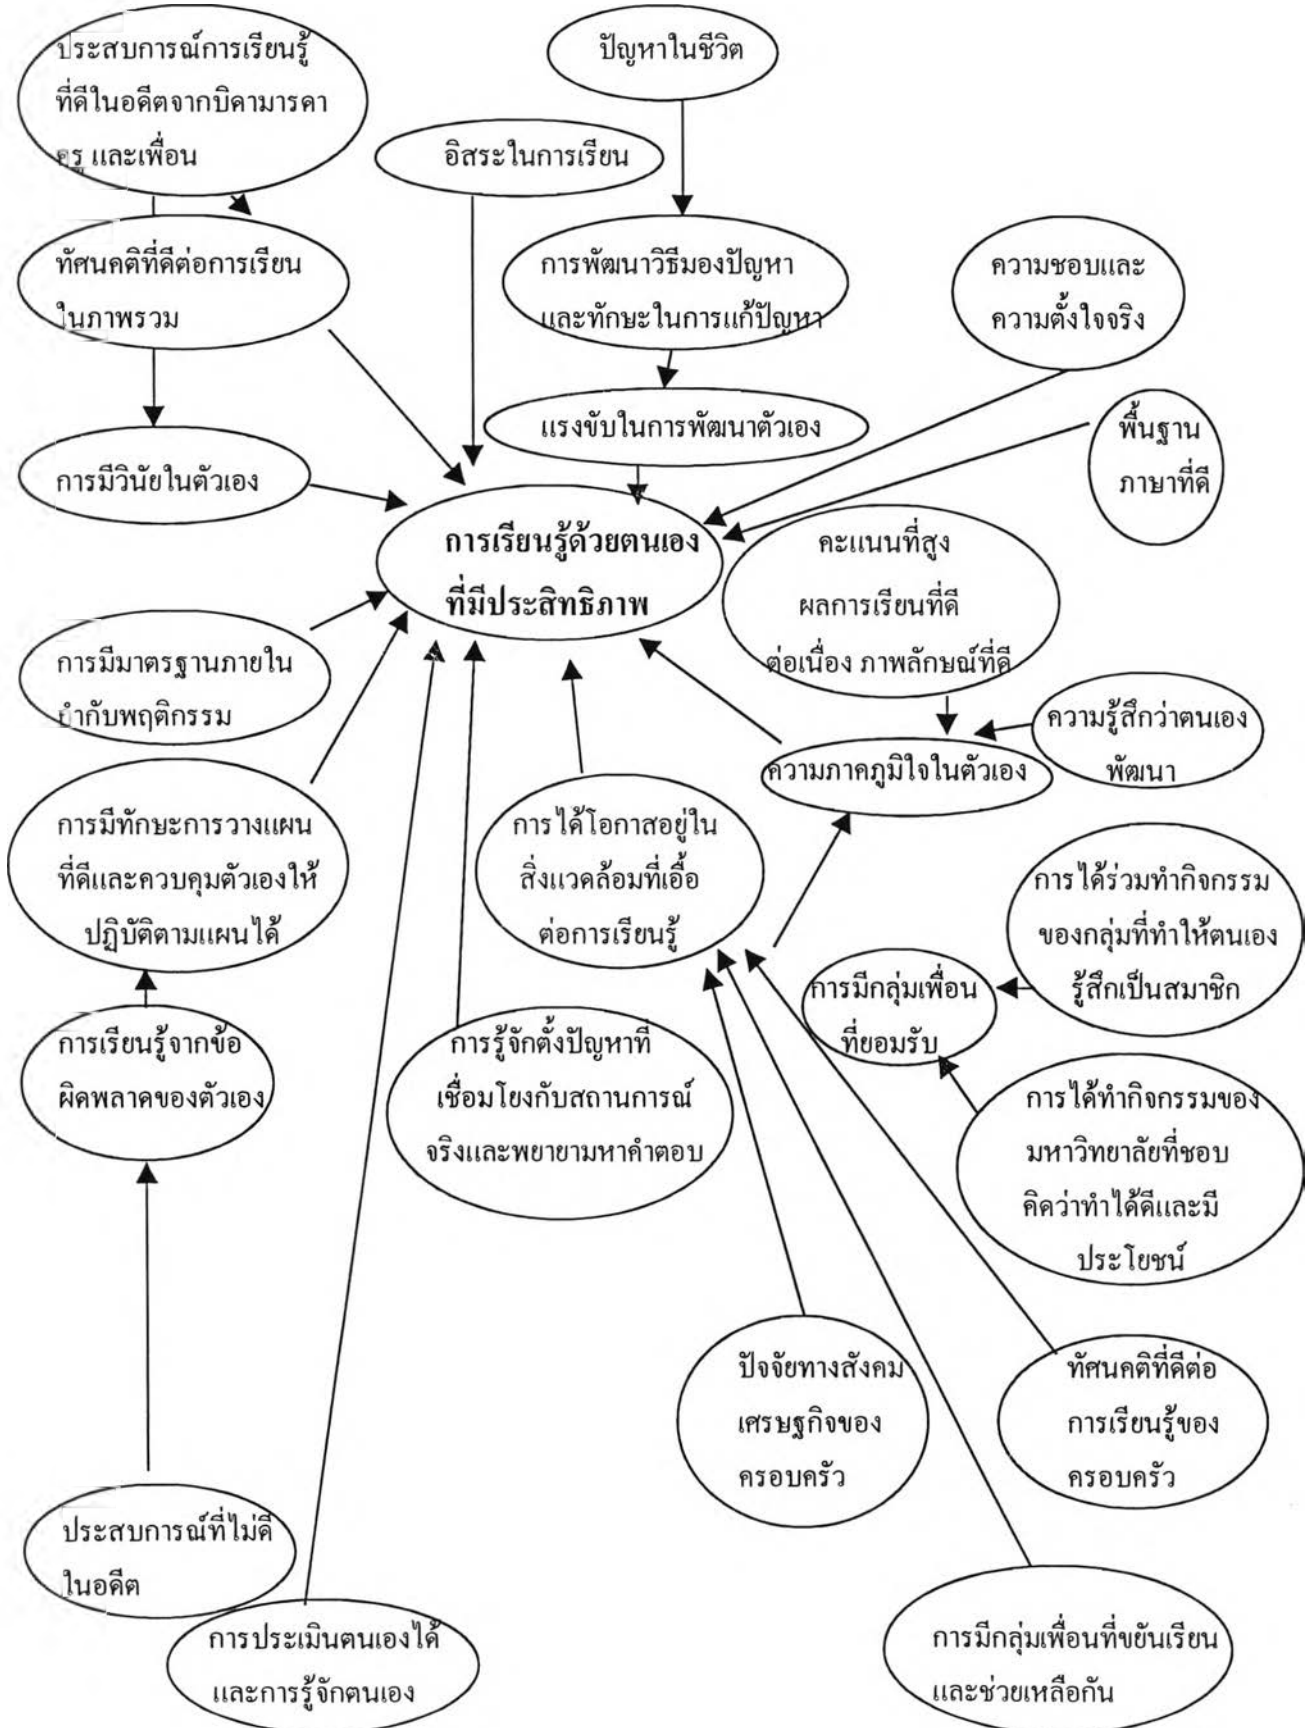 ประสบการณ์การเรียนรู้
ที่ดีในอดีตจากบิดามารดา
ครู และเพื่อน
ปัญหาในชีวิต
อิสระในการเรียน
ทัศนคติที่ดีต่อการเรียน
ในภาพรวม
การพัฒนาวิธีมองปัญหา
และทักษะในการแก้ปัญหา
ความชอบและ
ความตั้งใจจริง
แรงขับในการพัฒนาตัวเอง
พื้นฐาน
ภาษาที่ดี
การมีวินัยในตัวเอง
การเรียนรู้ด้วยตนเอง
ที่มีประสิทธิภาพ
คะแนนที่สูง
ผลการเรียนที่ดี
ต่อเนื่อง ภาพลักษณ์ที่ดี
การมีมาตรฐานภายใน
กำกับพฤติกรรม
ความรู้สึกว่าตนเอง
พัฒนา
ความภาคภูมิใจในตัวเอง
การมีทักษะการวางแผน
ที่ดีและควบคุมตัวเองให้
ปฏิบัติตามแผนได้
การได้โอกาสอยู่ใน
สิ่งแวดล้อมที่เอื้อ
ต่อการเรียนรู้
การได้ร่วมทำกิจกรรม
ของกลุ่มที่ทำให้ตนเอง
รู้สึกเป็นสมาชิก
การมีกลุ่มเพื่อน
ที่ยอมรับ
การเรียนรู้จากข้อ
ผิดพลาดของตัวเอง
การรู้จักตั้งปัญหาที่
เชื่อมโยงกับสถานการณ์
จริงและพยายามหาคำตอบ
การได้ทำกิจกรรมของ
มหาวิทยาลัยที่ชอบ
คิดว่าทำได้ดีและมี
ประโยชน์
ปัจจัยทางสังคม
เศรษฐกิจของ
ครอบครัว
ทัศนคติที่ดีต่อ
การเรียนรู้ของ
ครอบครัว
ประสบการณ์ที่ไม่ดี
ในอดีต
การประเมินตนเองได้
และการรู้จักตนเอง
การมีกลุ่มเพื่อนที่ขยันเรียน
และช่วยเหลือกัน